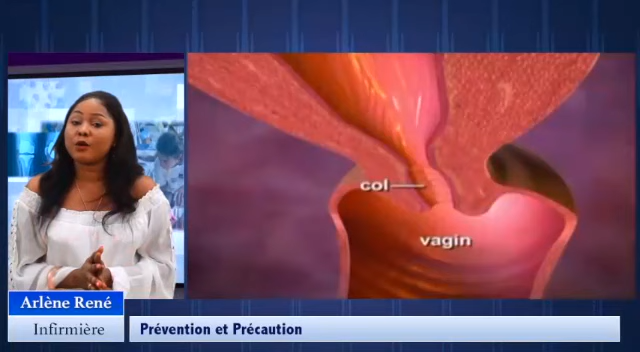 col
vagin
Arlène René
Infirmière
Prévention et Précaution